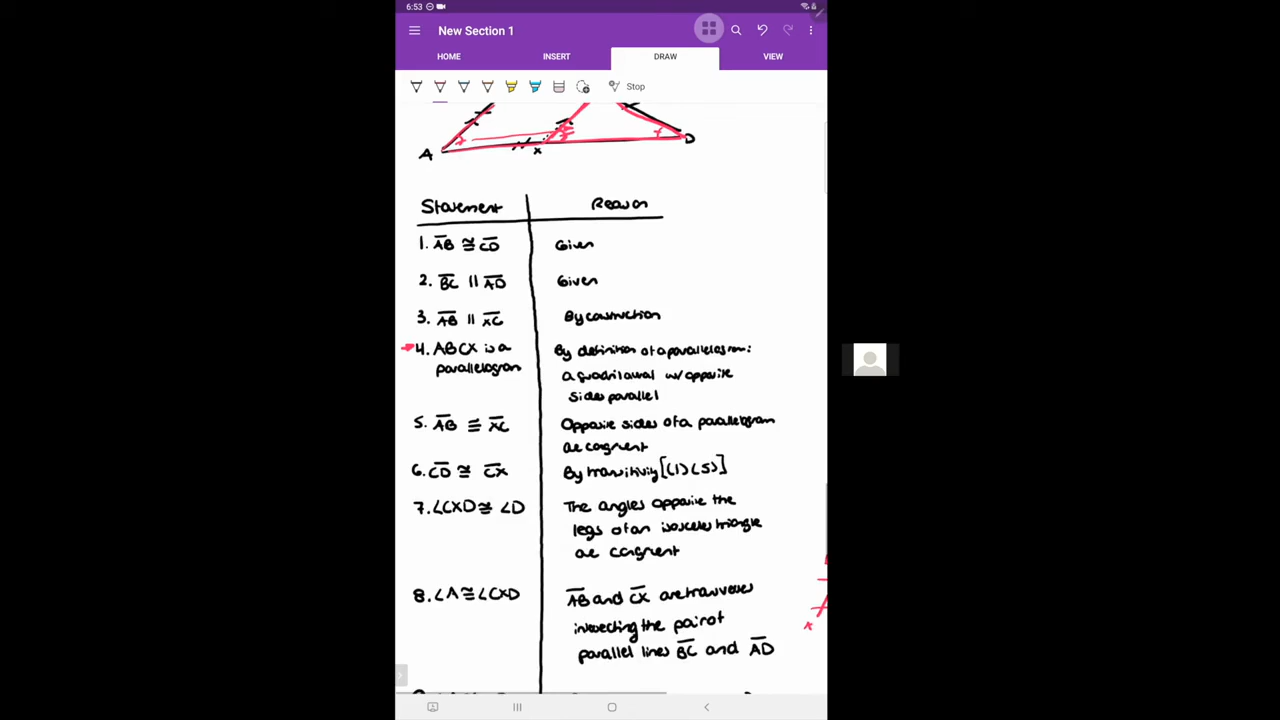 6:53
New Section 1
HOME INSERT DRAW VIEW
Stop
A x D
Statement Reason
1. AB ≅ CD Given
2. BC || AD Given
3. AB || XC By construction
4. ABCX is a By definition of a parallelogram:
parallelogram a quadrilateral w/ opposite
sides parallel
5. AB ≅ XC Opposite sides of a parallelogram
are congruent
6. CD ≅ CX By transitivity [(1)(5)]
7. ∠CXD ≅ ∠D The angles opposite the
legs of an isosceles triangle
are congruent
8. ∠A ≅ ∠CXD AB and CX are transversals
intersecting the pair of
parallel lines BC and AD